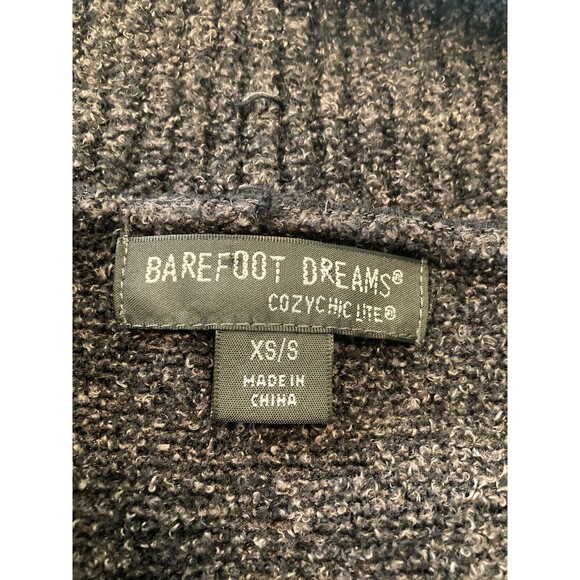 BAREFOOT DREAMS®
COZYCHIC LITE®
XS/S
MADE IN
CHINA